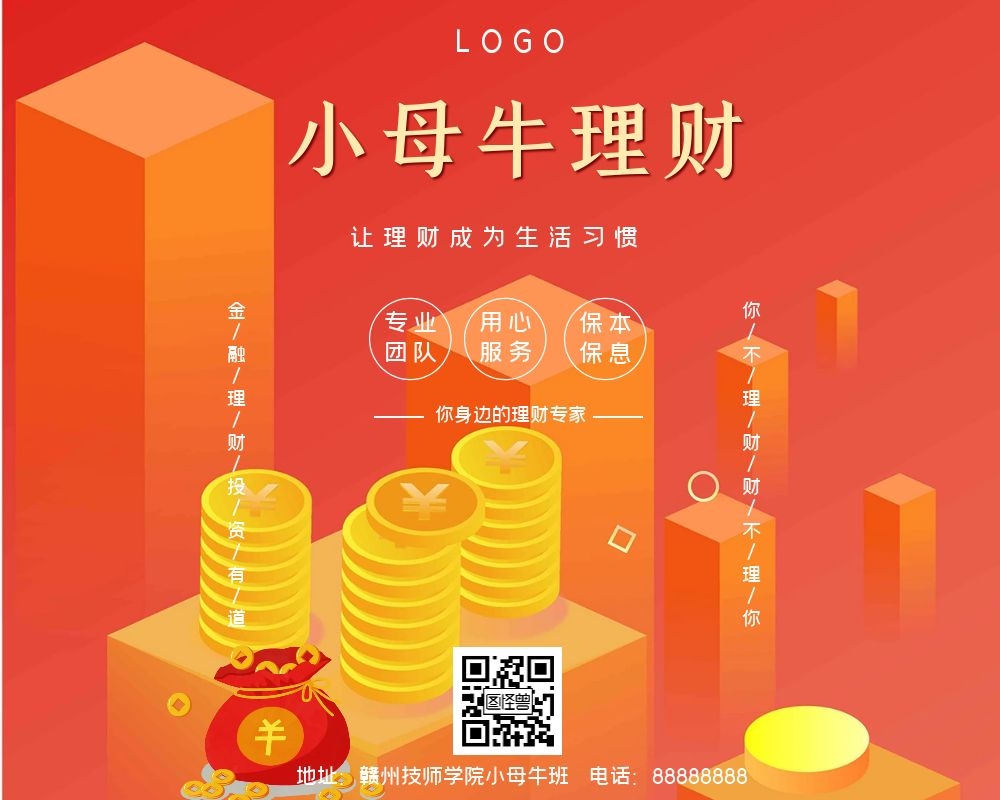 LOGO
小母牛理财
让理财成为生活习惯
金/融/理/财/投/资/有/道
专业
团队
用心
服务
保本
保息
你/不/理/财/财/不/理/你
你身边的理财专家
¥
¥
¥
¥
图怪兽
地址：赣州技师学院小母牛班 电话：88888888